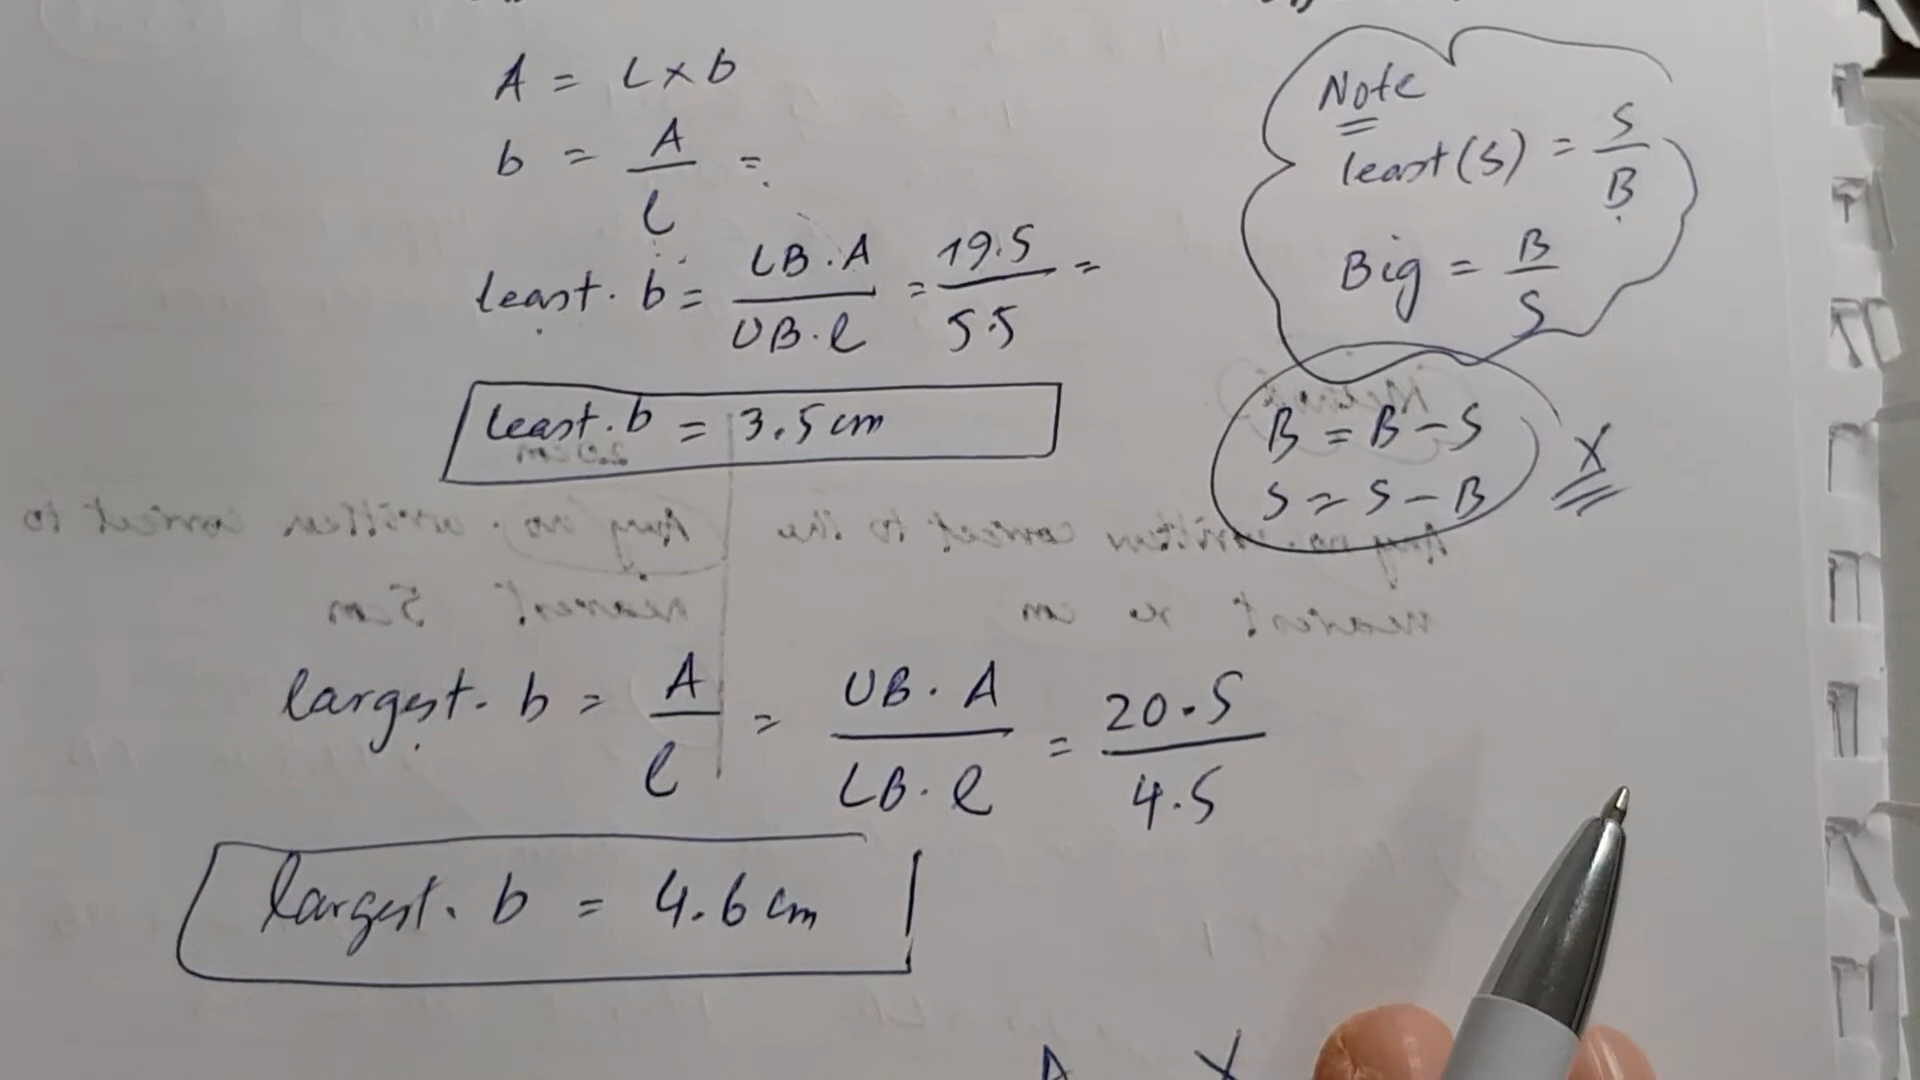 A = L × b
b = A/l =
least. b = LB.A/UB.l = 19.5/5.5 =
least. b = 3.5 cm
Note
least (S) = S/B
Big = B/S
B = B - S
S = S - B
X
largest. b = A/l = UB.A/LB.l = 20.5/4.5
largest. b = 4.6 cm